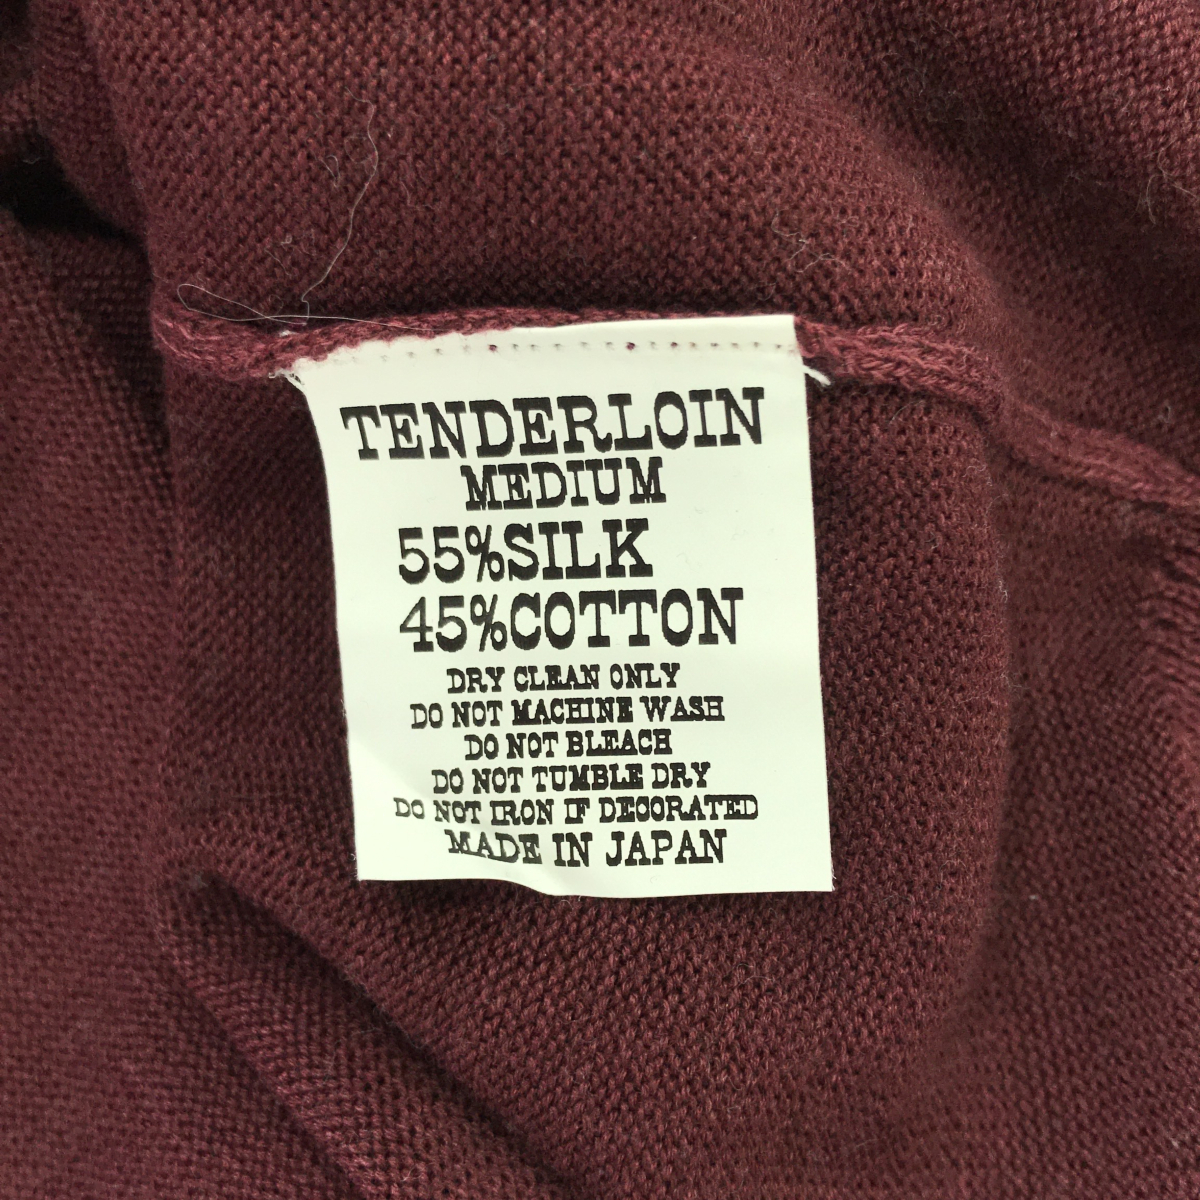 TENDERLOIN
MEDIUM
55%SILK
45%COTTON
DRY CLEAN ONLY
DO NOT MACHINE WASH
DO NOT BLEACH
DO NOT TUMBLE DRY
DO NOT IRON IF DECORATED
MADE IN JAPAN